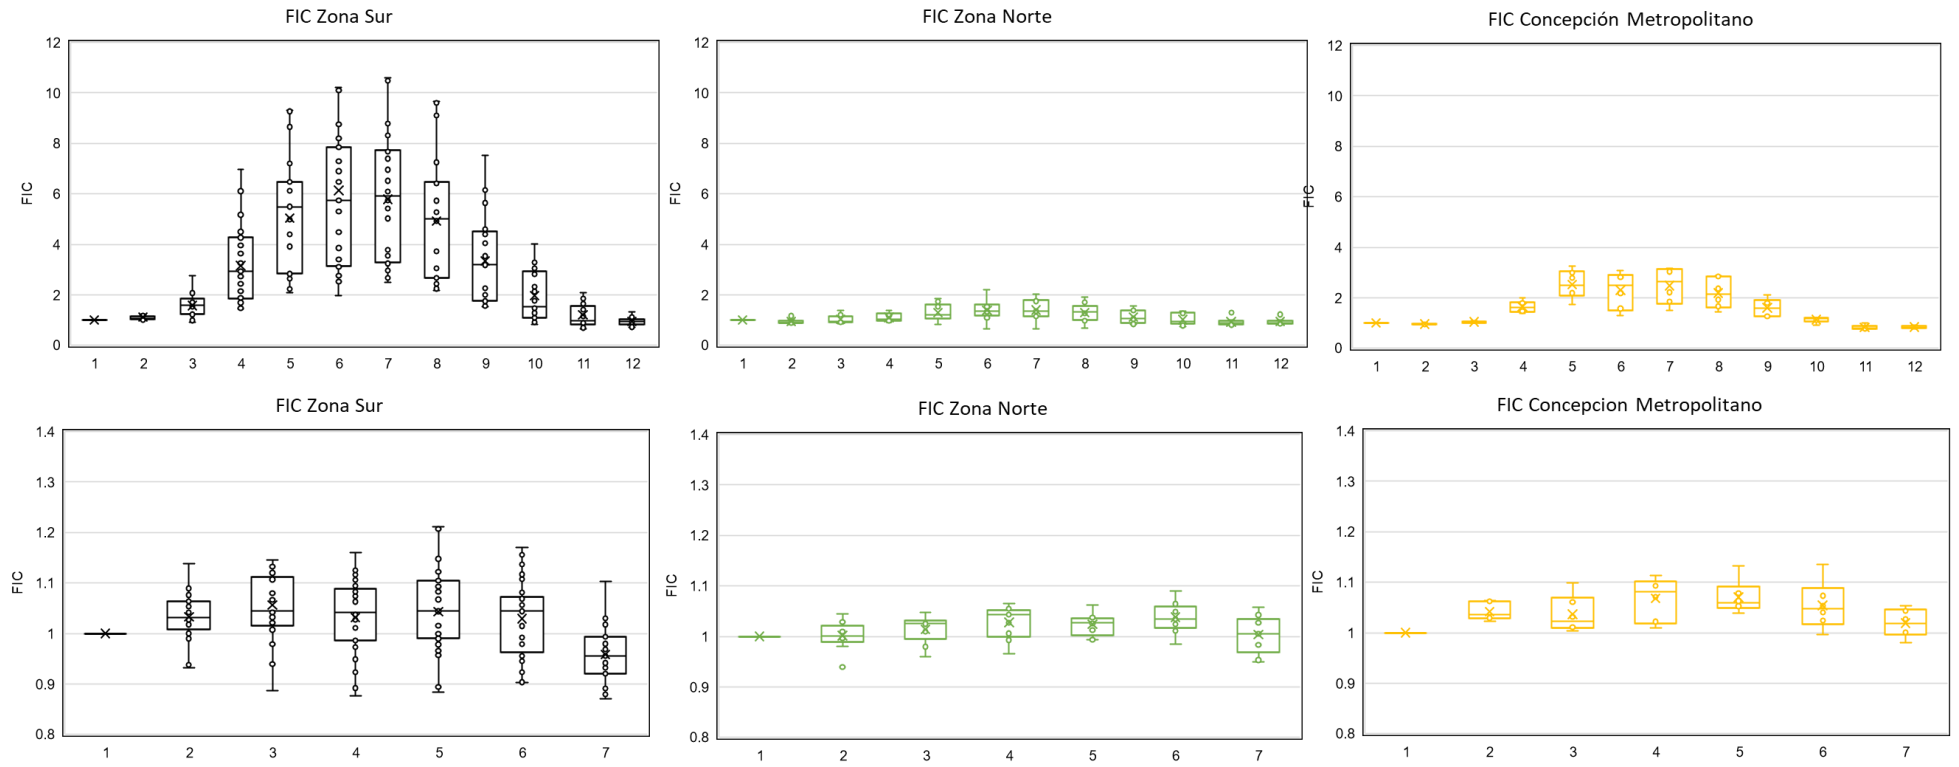 FIC Zona Sur
12
10
8
6
4
2
0
FIC
1 2 3 4 5 6 7 8 9 10 11 12
FIC Zona Norte
12
10
8
6
4
2
0
FIC
1 2 3 4 5 6 7 8 9 10 11 12
FIC Concepción Metropolitano
12
10
8
6
4
2
0
FIC
1 2 3 4 5 6 7 8 9 10 11 12
FIC Zona Sur
1.4
1.3
1.2
1.1
1
0.9
0.8
FIC
1 2 3 4 5 6 7
FIC Zona Norte
1.4
1.3
1.2
1.1
1
0.9
0.8
FIC
1 2 3 4 5 6 7
FIC Concepcion Metropolitano
1.4
1.3
1.2
1.1
1
0.9
0.8
FIC
1 2 3 4 5 6 7